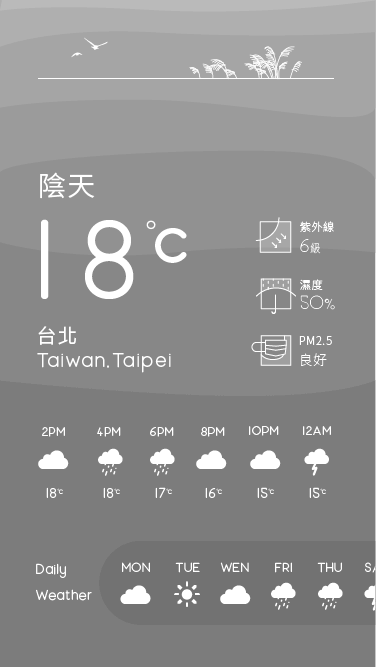 陰天
18°c
紫外線
6級
濕度
50%
PM2.5
良好
台北
Taiwan.Taipei
2PM 4PM 6PM 8PM 10PM 12AM
18°c 18°c 17°c 16°c 15°c 15°c
Daily
Weather
MON TUE WEN FRI THU